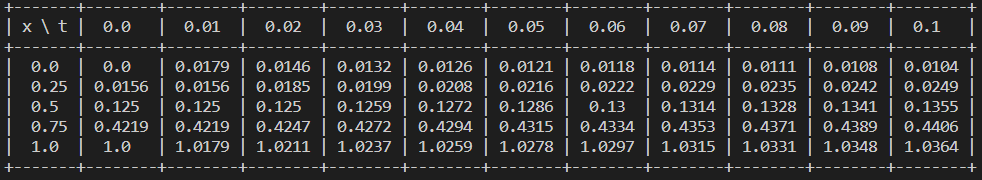 +-------+--------+--------+--------+--------+--------+--------+--------+--------+--------+--------+--------+
| x \ t |  0.0   |  0.01  |  0.02  |  0.03  |  0.04  |  0.05  |  0.06  |  0.07  |  0.08  |  0.09  |  0.1   |
+-------+--------+--------+--------+--------+--------+--------+--------+--------+--------+--------+--------+
|  0.0  |  0.0   | 0.0179 | 0.0146 | 0.0132 | 0.0126 | 0.0121 | 0.0118 | 0.0114 | 0.0111 | 0.0108 | 0.0104 |
|  0.25 | 0.0156 | 0.0156 | 0.0185 | 0.0199 | 0.0208 | 0.0216 | 0.0222 | 0.0229 | 0.0235 | 0.0242 | 0.0249 |
|  0.5  | 0.125  | 0.125  | 0.125  | 0.1259 | 0.1272 | 0.1286 |  0.13  | 0.1314 | 0.1328 | 0.1341 | 0.1355 |
|  0.75 | 0.4219 | 0.4219 | 0.4247 | 0.4272 | 0.4294 | 0.4315 | 0.4334 | 0.4353 | 0.4371 | 0.4389 | 0.4406 |
|  1.0  |  1.0   | 1.0179 | 1.0211 | 1.0237 | 1.0259 | 1.0278 | 1.0297 | 1.0315 | 1.0331 | 1.0348 | 1.0364 |
+-------+--------+--------+--------+--------+--------+--------+--------+--------+--------+--------+--------+